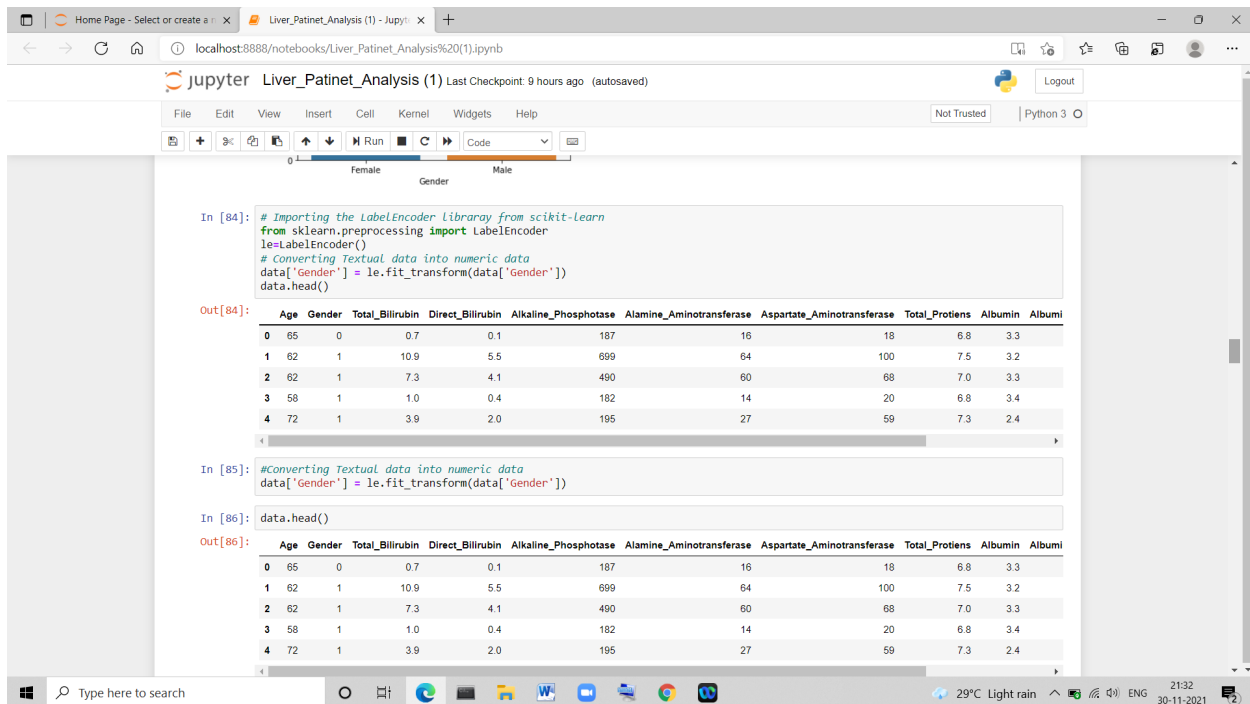 Home Page - Select or create a n
Liver_Patinet_Analysis (1) - Jupyt
localhost:8888/notebooks/Liver_Patinet_Analysis%20(1).ipynb
jupyter Liver_Patinet_Analysis (1) Last Checkpoint: 9 hours ago (autosaved)
Logout
File Edit View Insert Cell Kernel Widgets Help
Not Trusted Python 3
Run Code
0
Female Male
Gender
In [84]: # Importing the LabelEncoder libraray from scikit-learn
from sklearn.preprocessing import LabelEncoder
le=LabelEncoder()
# Converting Textual data into numeric data
data['Gender'] = le.fit_transform(data['Gender'])
data.head()
Out[84]:
Age Gender Total_Bilirubin Direct_Bilirubin Alkaline_Phosphotase Alamine_Aminotransferase Aspartate_Aminotransferase Total_Protiens Albumin Albumi
0 65 0 0.7 0.1 187 16 18 6.8 3.3
1 62 1 10.9 5.5 699 64 100 7.5 3.2
2 62 1 7.3 4.1 490 60 68 7.0 3.3
3 58 1 1.0 0.4 182 14 20 6.8 3.4
4 72 1 3.9 2.0 195 27 59 7.3 2.4
In [85]: #Converting Textual data into numeric data
data['Gender'] = le.fit_transform(data['Gender'])
In [86]: data.head()
Out[86]:
Age Gender Total_Bilirubin Direct_Bilirubin Alkaline_Phosphotase Alamine_Aminotransferase Aspartate_Aminotransferase Total_Protiens Albumin Albumi
0 65 0 0.7 0.1 187 16 18 6.8 3.3
1 62 1 10.9 5.5 699 64 100 7.5 3.2
2 62 1 7.3 4.1 490 60 68 7.0 3.3
3 58 1 1.0 0.4 182 14 20 6.8 3.4
4 72 1 3.9 2.0 195 27 59 7.3 2.4
Type here to search
29°C Light rain ENG
21:32
30-11-2021
2